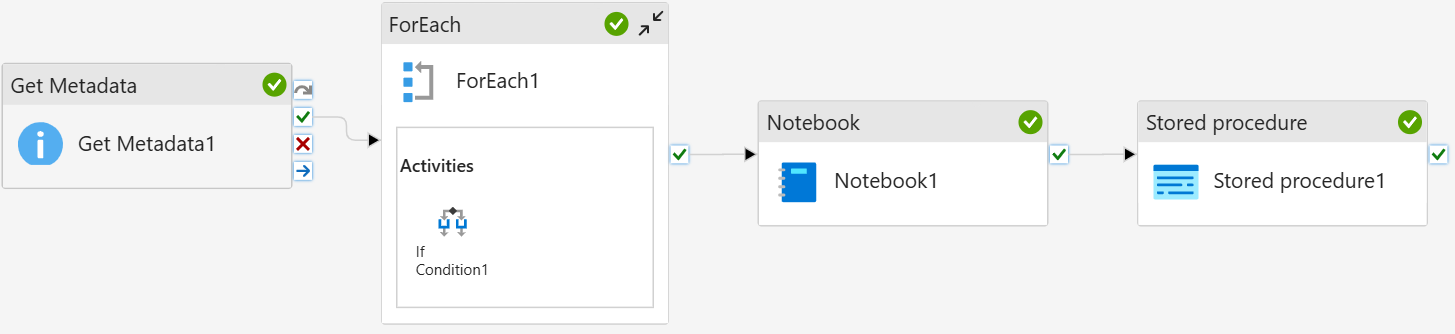 Get Metadata
Get Metadata1
ForEach
ForEach1
Activities
If
Condition1
Notebook
Notebook1
Stored procedure
Stored procedure1